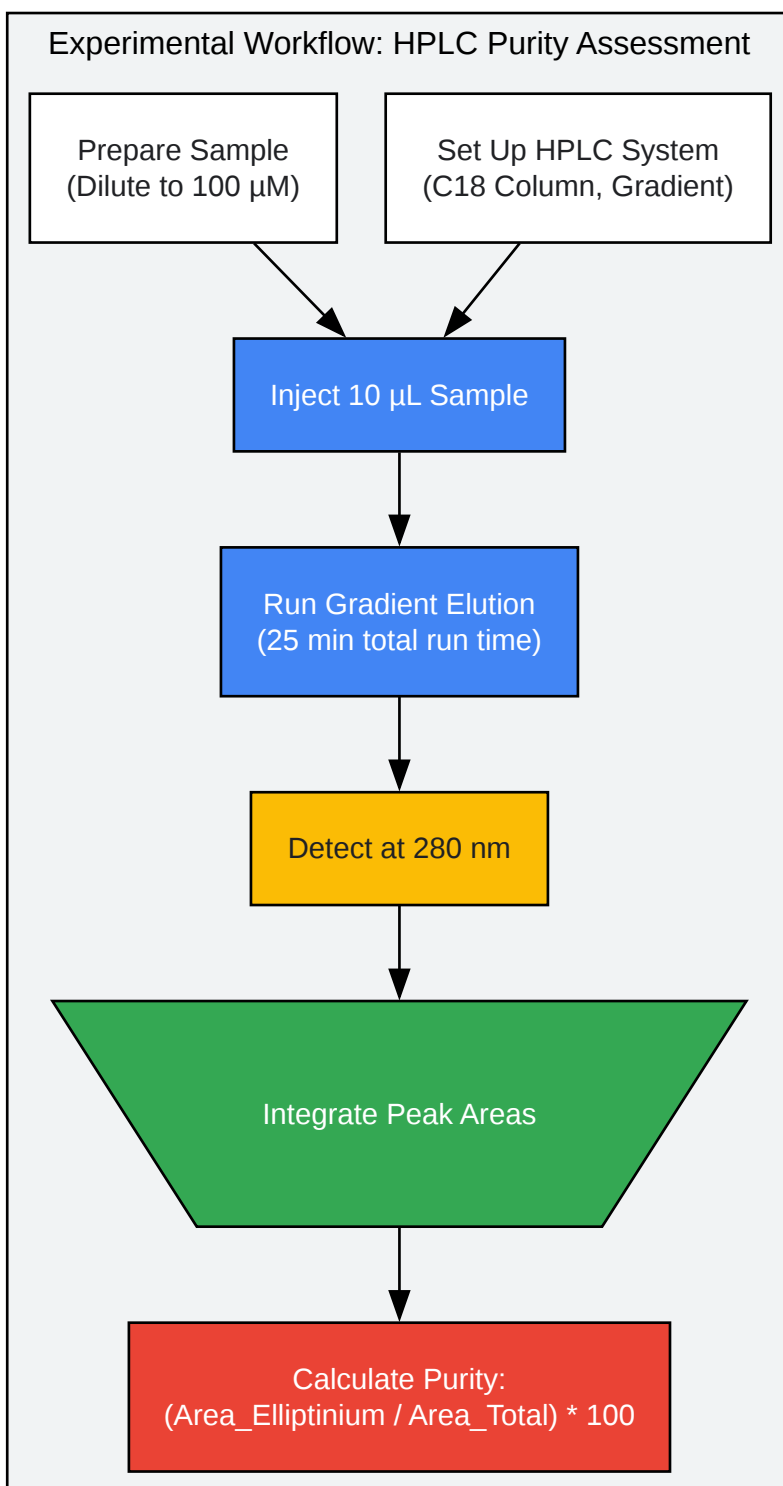 Experimental Workflow: HPLC Purity Assessment
Prepare Sample
(Dilute to 100 µM)
Set Up HPLC System
(C18 Column, Gradient)
Inject 10 µL Sample
Run Gradient Elution
(25 min total run time)
Detect at 280 nm
Integrate Peak Areas
Calculate Purity:
(Area_Elliptinium / Area_Total) * 100